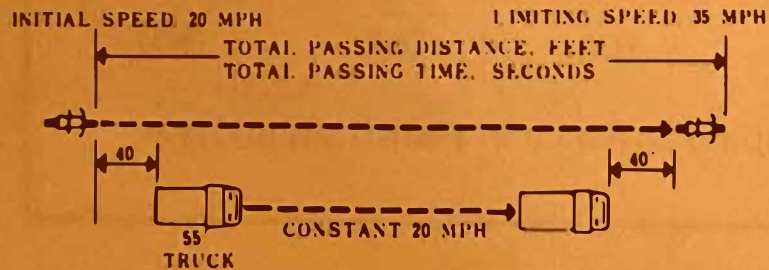 INITIAL SPEED 20 MPH
LIMITING SPEED 35 MPH
TOTAL PASSING DISTANCE, FEET
TOTAL PASSING TIME, SECONDS
40
40
CONSTANT 20 MPH
55
TRUCK